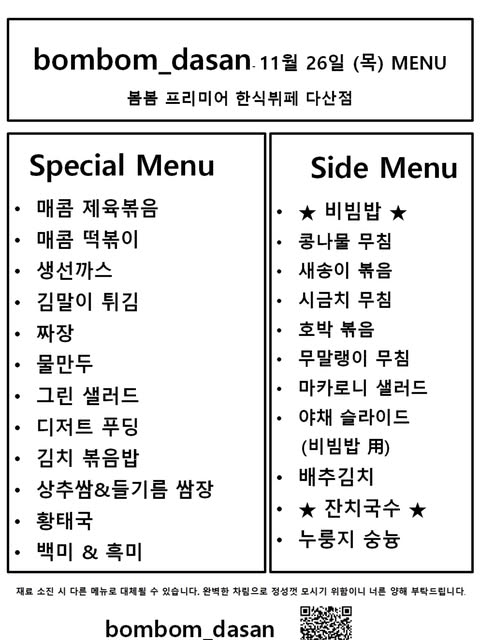 bombom_dasan- 11월 26일 (목) MENU
봄봄 프리미어 한식뷔페 다산점
Special Menu
• 매콤 제육볶음
• 매콤 떡볶이
• 생선까스
• 김말이 튀김
• 짜장
• 물만두
• 그린 샐러드
• 디저트 푸딩
• 김치 볶음밥
• 상추쌈&들기름 쌈장
• 황태국
• 백미 & 흑미
Side Menu
• ★ 비빔밥 ★
• 콩나물 무침
• 새송이 볶음
• 시금치 무침
• 호박 볶음
• 무말랭이 무침
• 마카로니 샐러드
• 야채 슬라이드
(비빔밥 用)
• 배추김치
• ★ 잔치국수 ★
• 누룽지 숭늉
재료 소진 시 다른 메뉴로 대체될 수 있습니다. 완벽한 차림으로 정성껏 모시기 위함이니 너른 양해 부탁드립니다.
bombom_dasan